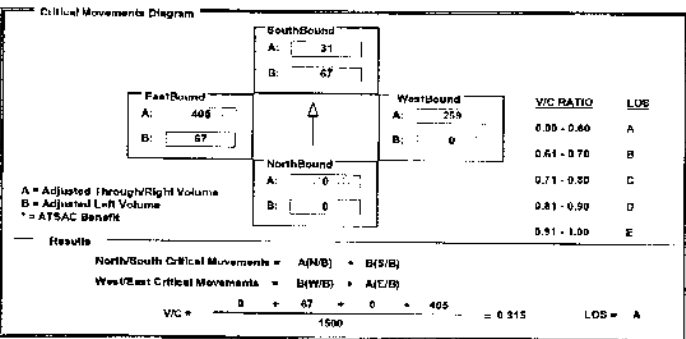 Critical Movements Diagram
SouthBound
A: 31
B: 67
EastBound
A: 405
B: 67
WestBound
A: 259
B: 0
NorthBound
A: 0
B: 0
V/C RATIO LOS
0.00 - 0.60 A
0.61 - 0.70 B
0.71 - 0.80 C
0.81 - 0.90 D
0.91 - 1.00 E
A = Adjusted Through/Right Volume
B = Adjusted Left Volume
* = ATSAC Benefit
Results
North/South Critical Movements = A(N/B) + B(S/B)
West/East Critical Movements = B(W/B) + A(E/B)
V/C = 0 + 67 + 0 + 405 = 0.315 LOS = A
1500